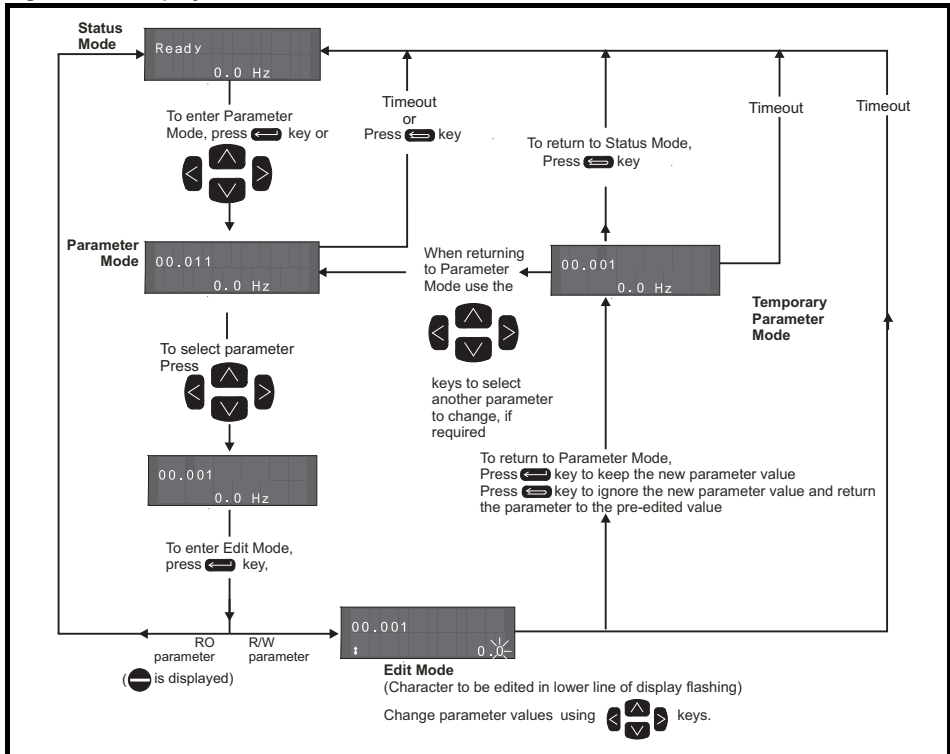 Status
Mode
Ready
0.0 Hz
To enter Parameter
Mode, press key or
Timeout
or
Press key
To return to Status Mode,
Press key
Timeout
Timeout
Parameter
Mode
00.011
0.0 Hz
When returning
to Parameter
Mode use the
keys to select
another parameter
to change, if
required
00.001
0.0 Hz
Temporary
Parameter
Mode
To select parameter
Press
00.001
0.0 Hz
To return to Parameter Mode,
Press key to keep the new parameter value
Press key to ignore the new parameter value and return
the parameter to the pre-edited value
To enter Edit Mode,
press key,
RO
parameter
( is displayed)
R/W
parameter
00.001
0.0
Edit Mode
(Character to be edited in lower line of display flashing)
Change parameter values using keys.